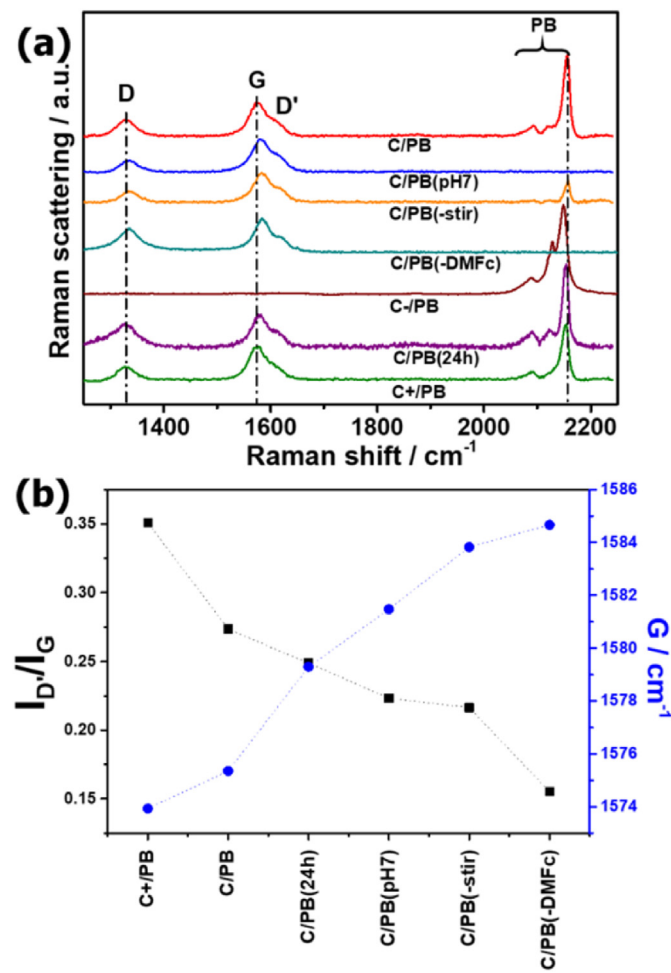 (a)
PB
D
G
D'
C/PB
C/PB(pH7)
C/PB(-stir)
C/PB(-DMFc)
C-/PB
C/PB(24h)
C+/PB
Raman scattering / a.u.
1400 1600 1800 2000 2200
Raman shift / cm-1
(b)
0.35
0.30
0.25
0.20
0.15
ID'/IG
1586
1584
1582
1580
1578
1576
1574
G / cm-1
C+/PB
C/PB
C/PB(24h)
C/PB(pH7)
C/PB(-stir)
C/PB(-DMFc)